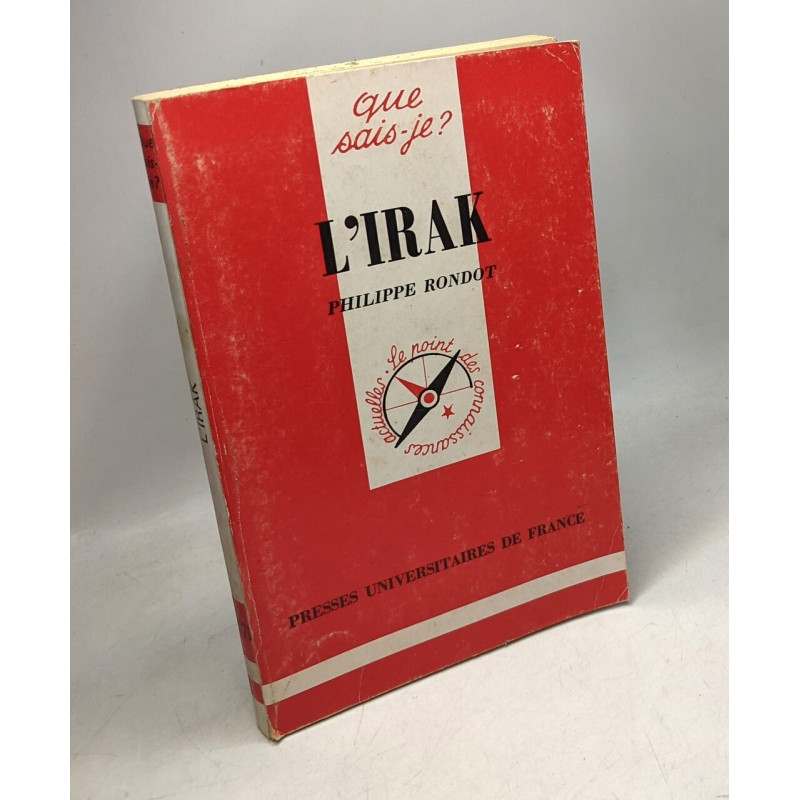 que
sais-je?
L'IRAK
PHILIPPE RONDOT
Le point des connaissances actuelles.
PRESSES UNIVERSITAIRES DE FRANCE
L'IRAK